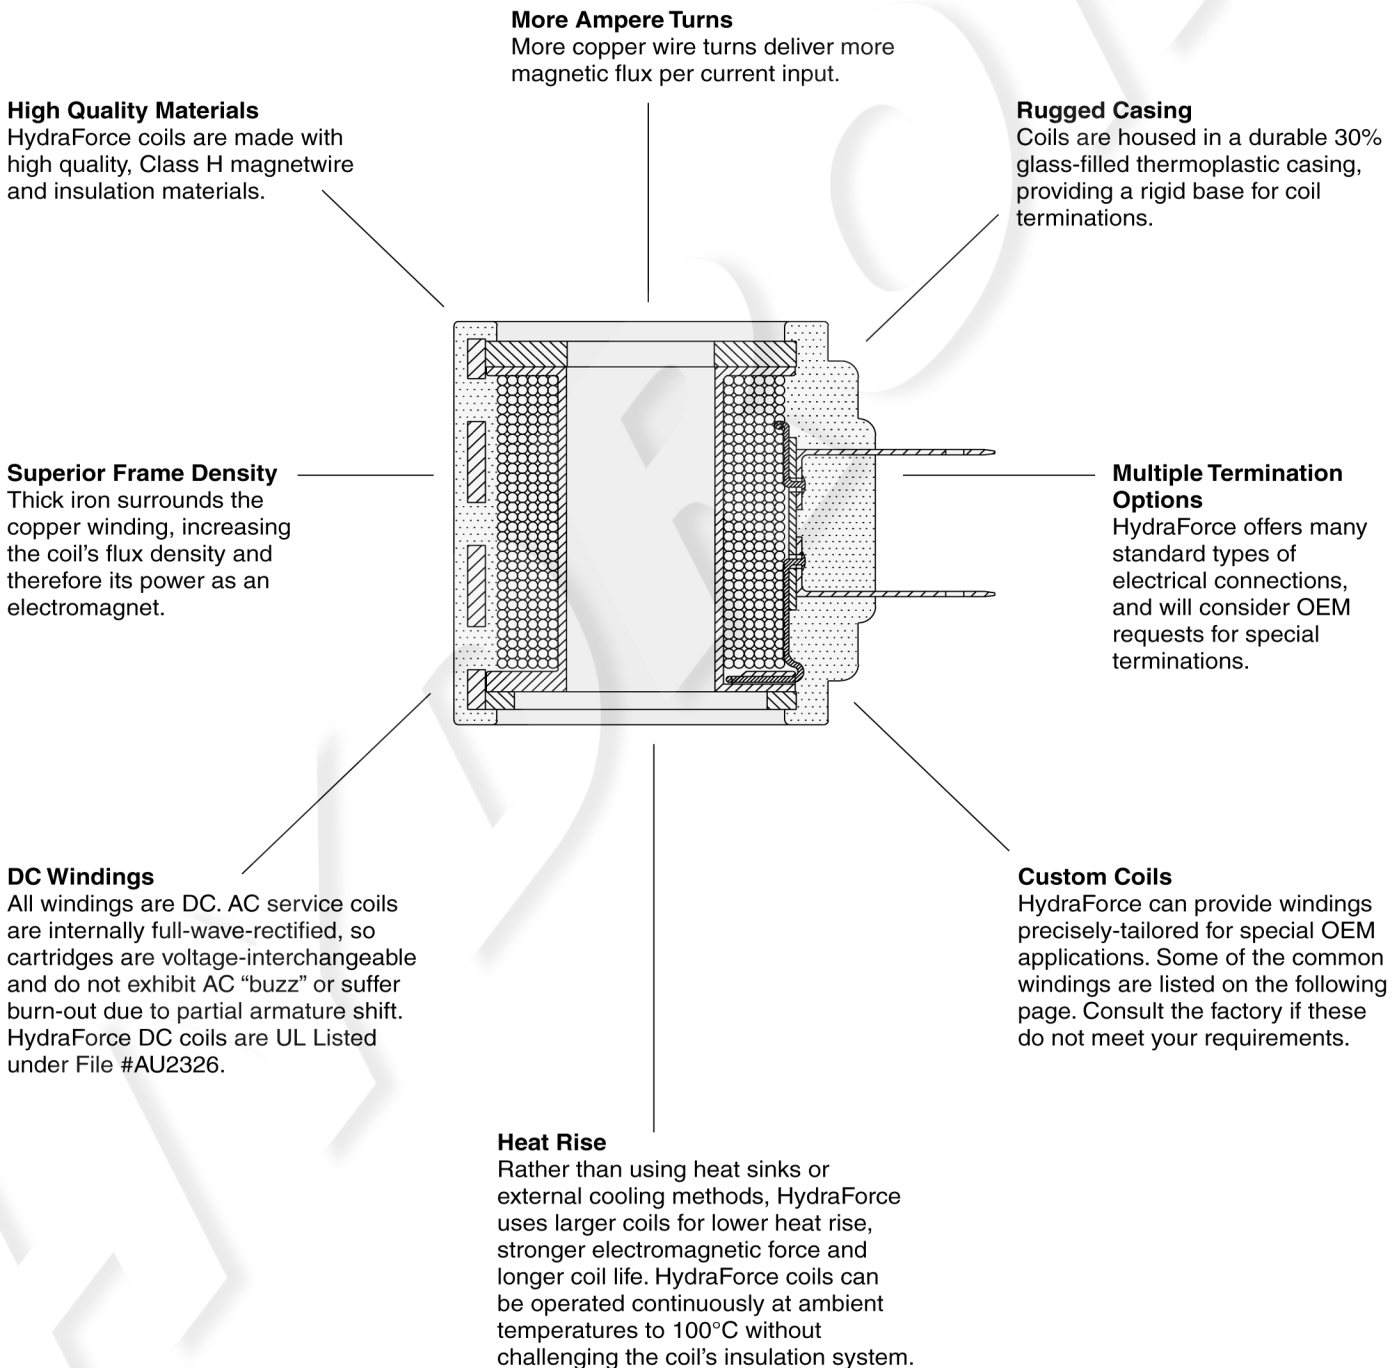 More Ampere Turns
More copper wire turns deliver more
magnetic flux per current input.
High Quality Materials
HydraForce coils are made with
high quality, Class H magnetwire
and insulation materials.
Rugged Casing
Coils are housed in a durable 30%
glass-filled thermoplastic casing,
providing a rigid base for coil
terminations.
Superior Frame Density
Thick iron surrounds the
copper winding, increasing
the coil’s flux density and
therefore its power as an
electromagnet.
Multiple Termination
Options
HydraForce offers many
standard types of
electrical connections,
and will consider OEM
requests for special
terminations.
DC Windings
All windings are DC. AC service coils
are internally full-wave-rectified, so
cartridges are voltage-interchangeable
and do not exhibit AC “buzz” or suffer
burn-out due to partial armature shift.
HydraForce DC coils are UL Listed
under File #AU2326.
Custom Coils
HydraForce can provide windings
precisely-tailored for special OEM
applications. Some of the common
windings are listed on the following
page. Consult the factory if these
do not meet your requirements.
Heat Rise
Rather than using heat sinks or
external cooling methods, HydraForce
uses larger coils for lower heat rise,
stronger electromagnetic force and
longer coil life. HydraForce coils can
be operated continuously at ambient
temperatures to 100°C without
challenging the coil’s insulation system.